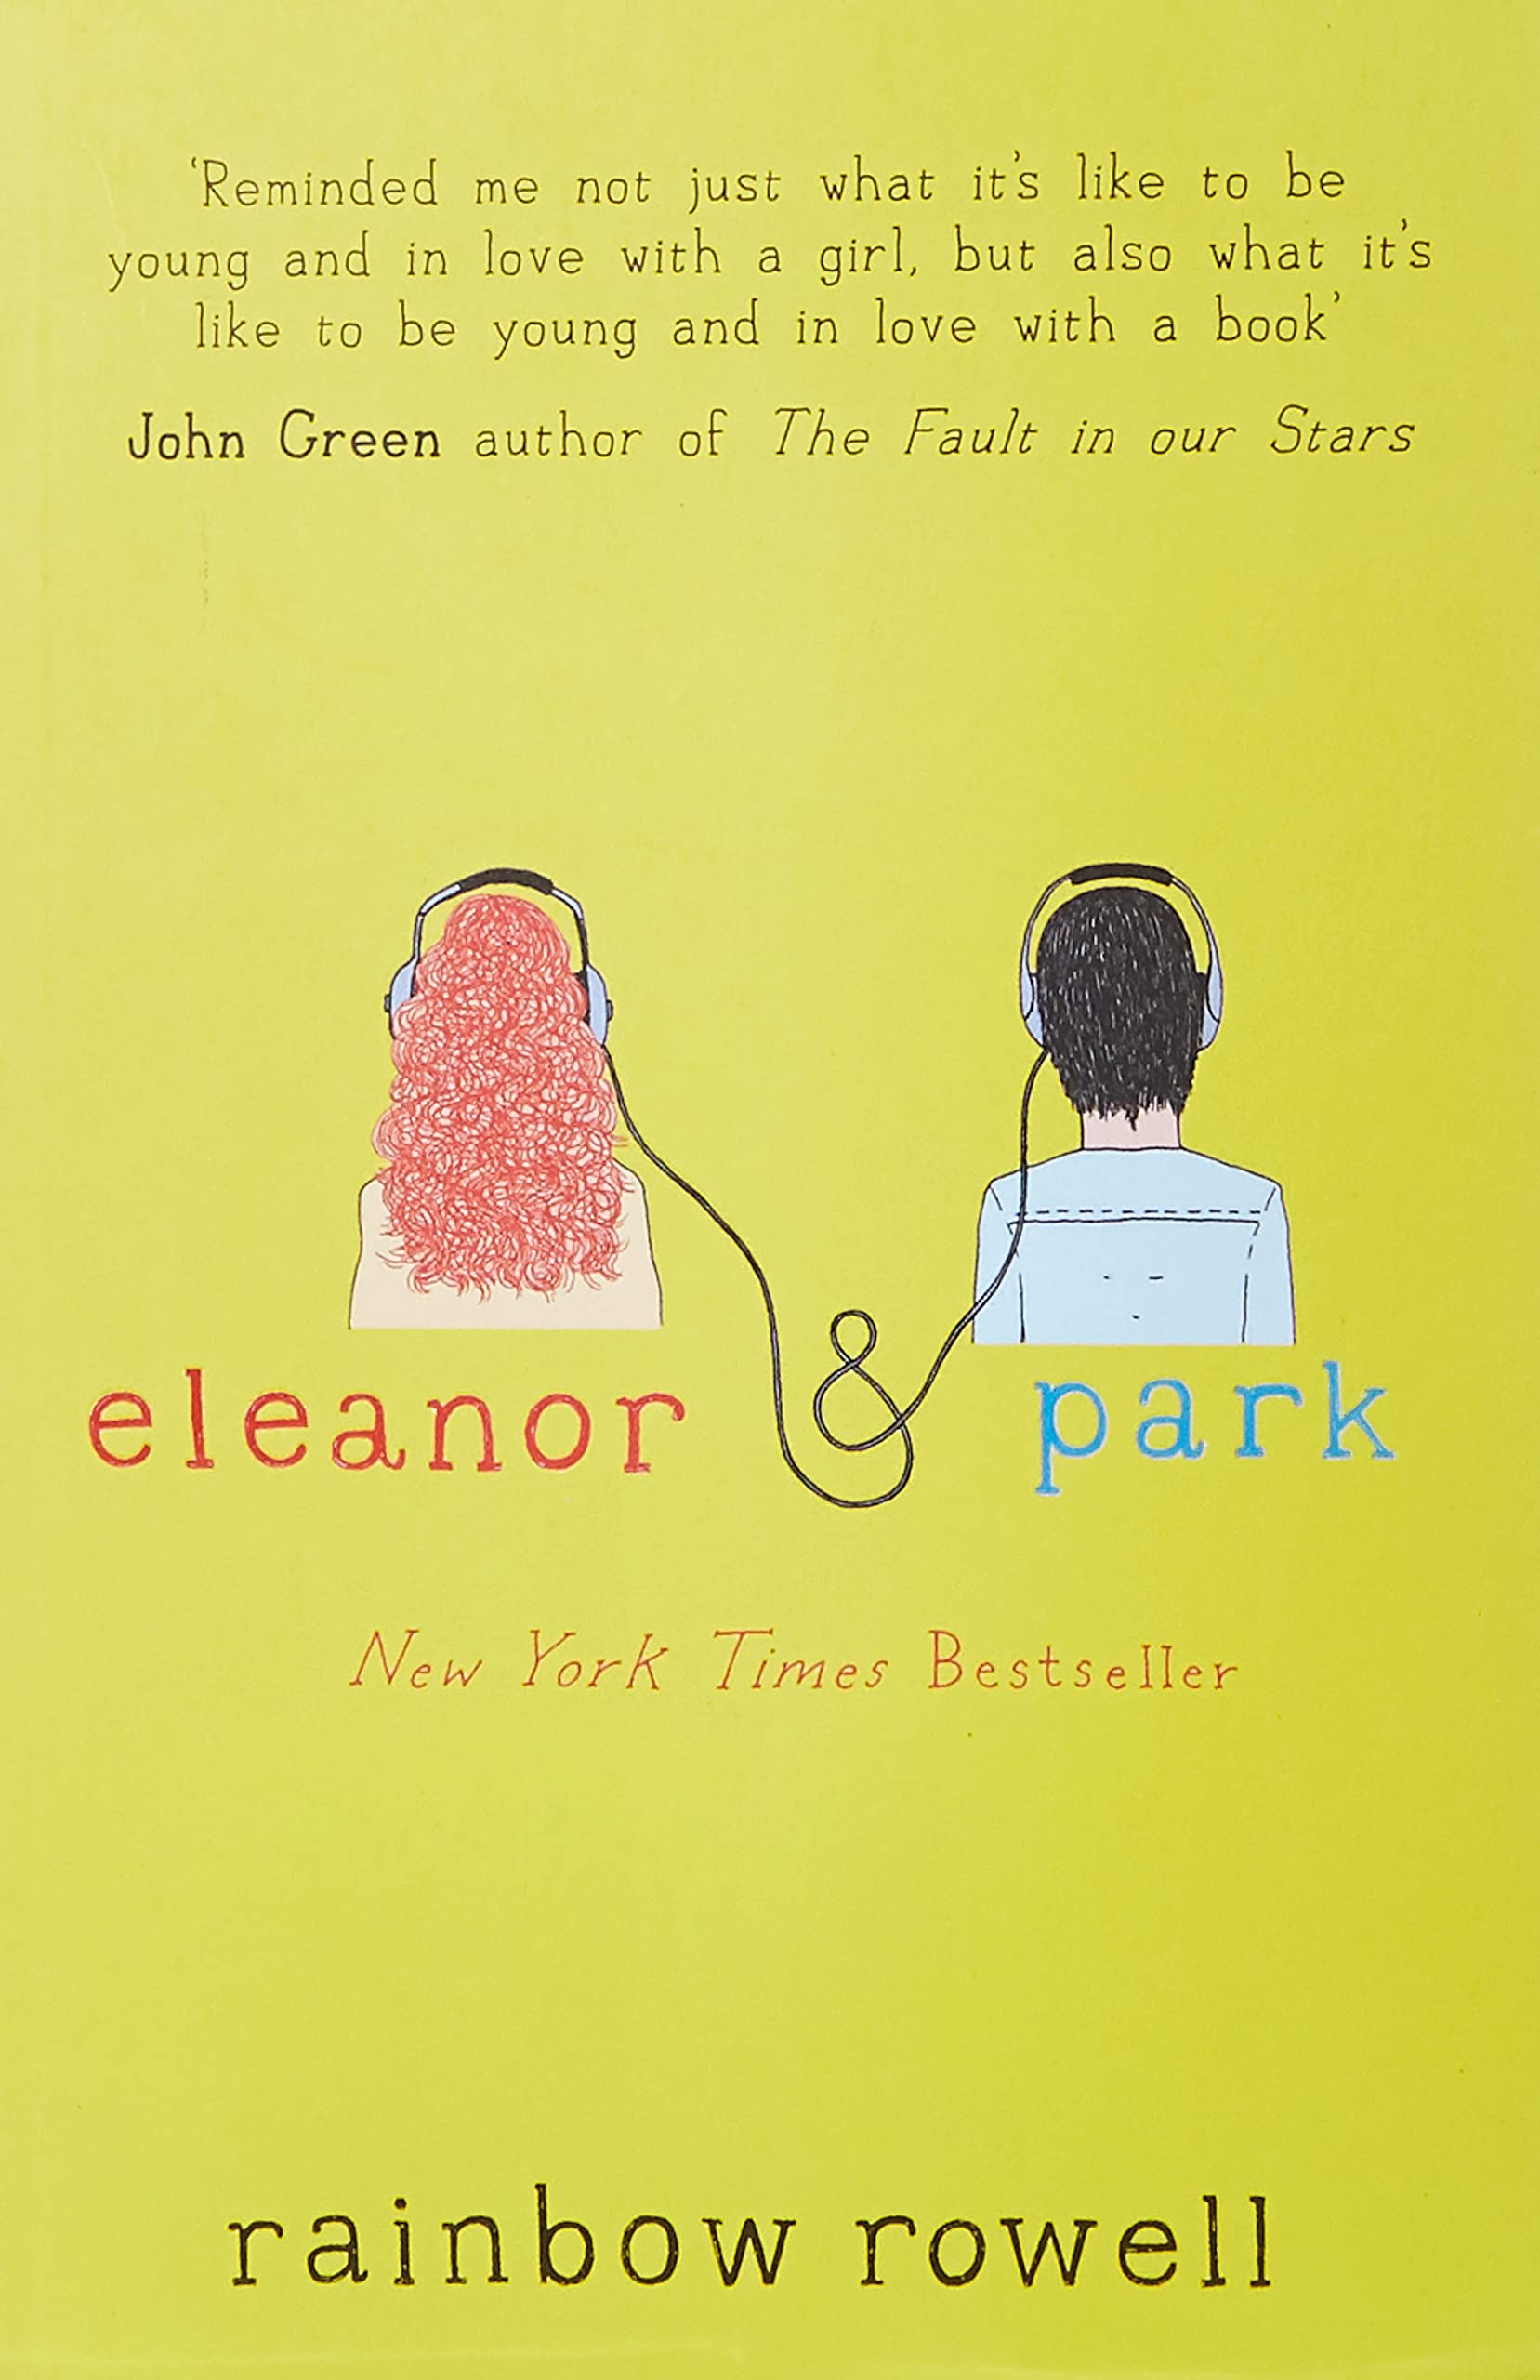 ‘Reminded me not just what it’s like to be
young and in love with a girl, but also what it’s
like to be young and in love with a book’
John Green author of The Fault in our Stars
eleanor & park
New York Times Bestseller
rainbow rowell